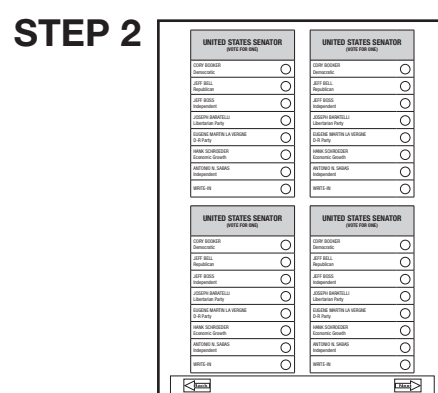 STEP 2
UNITED STATES SENATOR
(VOTE FOR ONE)
CORY BOOKER
Democratic
JEFF BELL
Republican
JEFF BOSS
Independent
JOSEPH BARATELLI
Libertarian Party
EUGENE MARTIN LA VERGNE
D-R Party
HANK SCHROEDER
Economic Growth
ANTONIO N. SABAS
Independent
WRITE-IN
UNITED STATES SENATOR
(VOTE FOR ONE)
CORY BOOKER
Democratic
JEFF BELL
Republican
JEFF BOSS
Independent
JOSEPH BARATELLI
Libertarian Party
EUGENE MARTIN LA VERGNE
D-R Party
HANK SCHROEDER
Economic Growth
ANTONIO N. SABAS
Independent
WRITE-IN
UNITED STATES SENATOR
(VOTE FOR ONE)
CORY BOOKER
Democratic
JEFF BELL
Republican
JEFF BOSS
Independent
JOSEPH BARATELLI
Libertarian Party
EUGENE MARTIN LA VERGNE
D-R Party
HANK SCHROEDER
Economic Growth
ANTONIO N. SABAS
Independent
WRITE-IN
UNITED STATES SENATOR
(VOTE FOR ONE)
CORY BOOKER
Democratic
JEFF BELL
Republican
JEFF BOSS
Independent
JOSEPH BARATELLI
Libertarian Party
EUGENE MARTIN LA VERGNE
D-R Party
HANK SCHROEDER
Economic Growth
ANTONIO N. SABAS
Independent
WRITE-IN
Back
Next